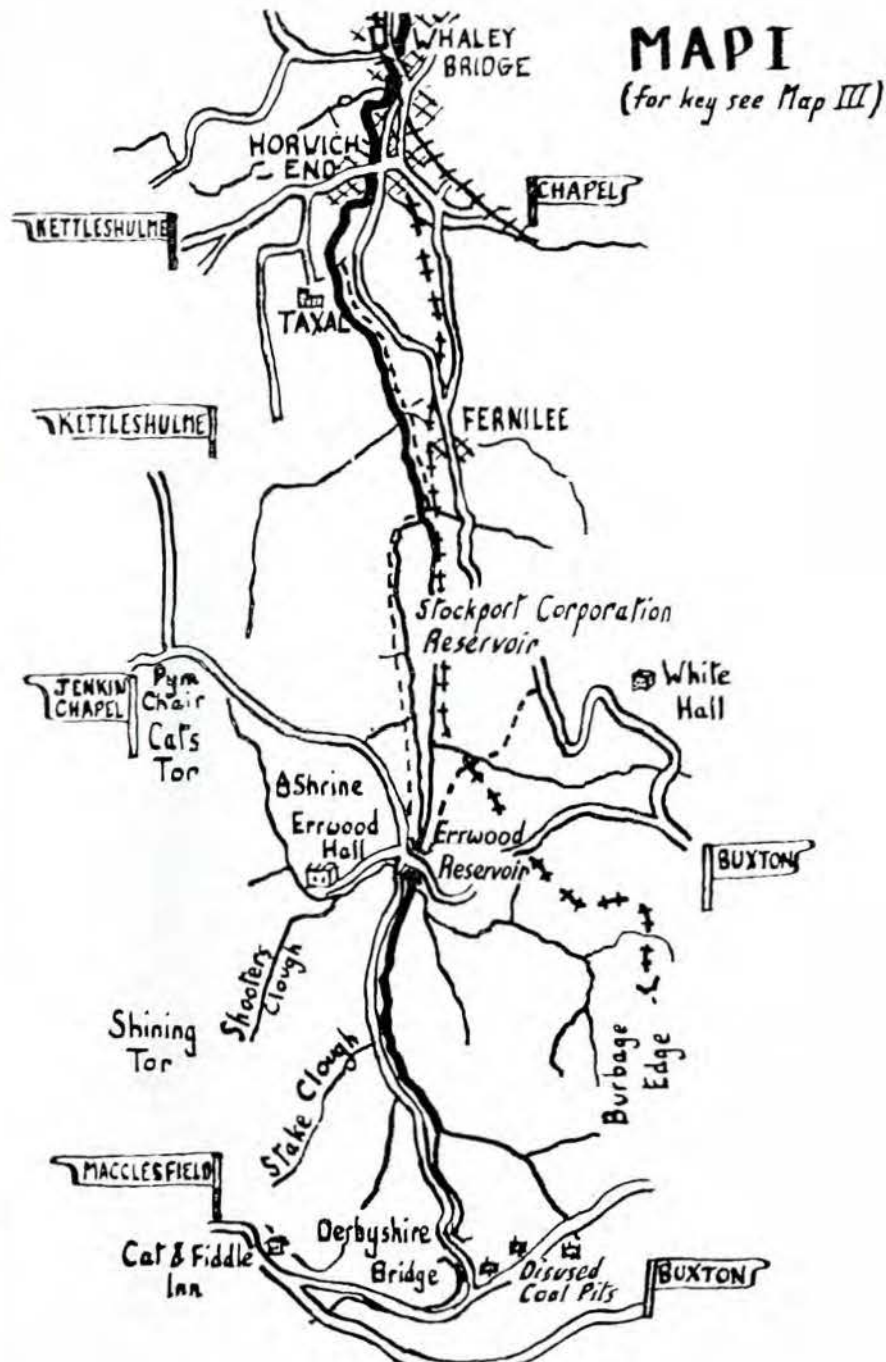 WHALEY
BRIDGE
MAP I
(for key see Map III)
HORWICH
END
CHAPEL
KETTLESHULME
TAXAL
KETTLESHULME
FERNILEE
Stockport Corporation
Reservoir
White
Hall
JENKIN
CHAPEL
Pym
Chair
Cat's
Tor
Shrine
Errwood
Hall
Errwood
Reservoir
BUXTON
Shooters
Clough
Shining
Tor
Burbage
Edge
Stake Clough
MACCLESFIELD
Derbyshire
Bridge
Cat & Fiddle
Inn
Disused
Coal Pits
BUXTON